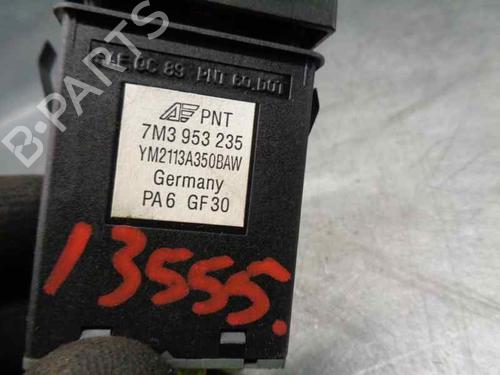 PNT
7M3 953 235
YM2113A350BAW
Germany
PA6 GF30
13555.
B-PARTS